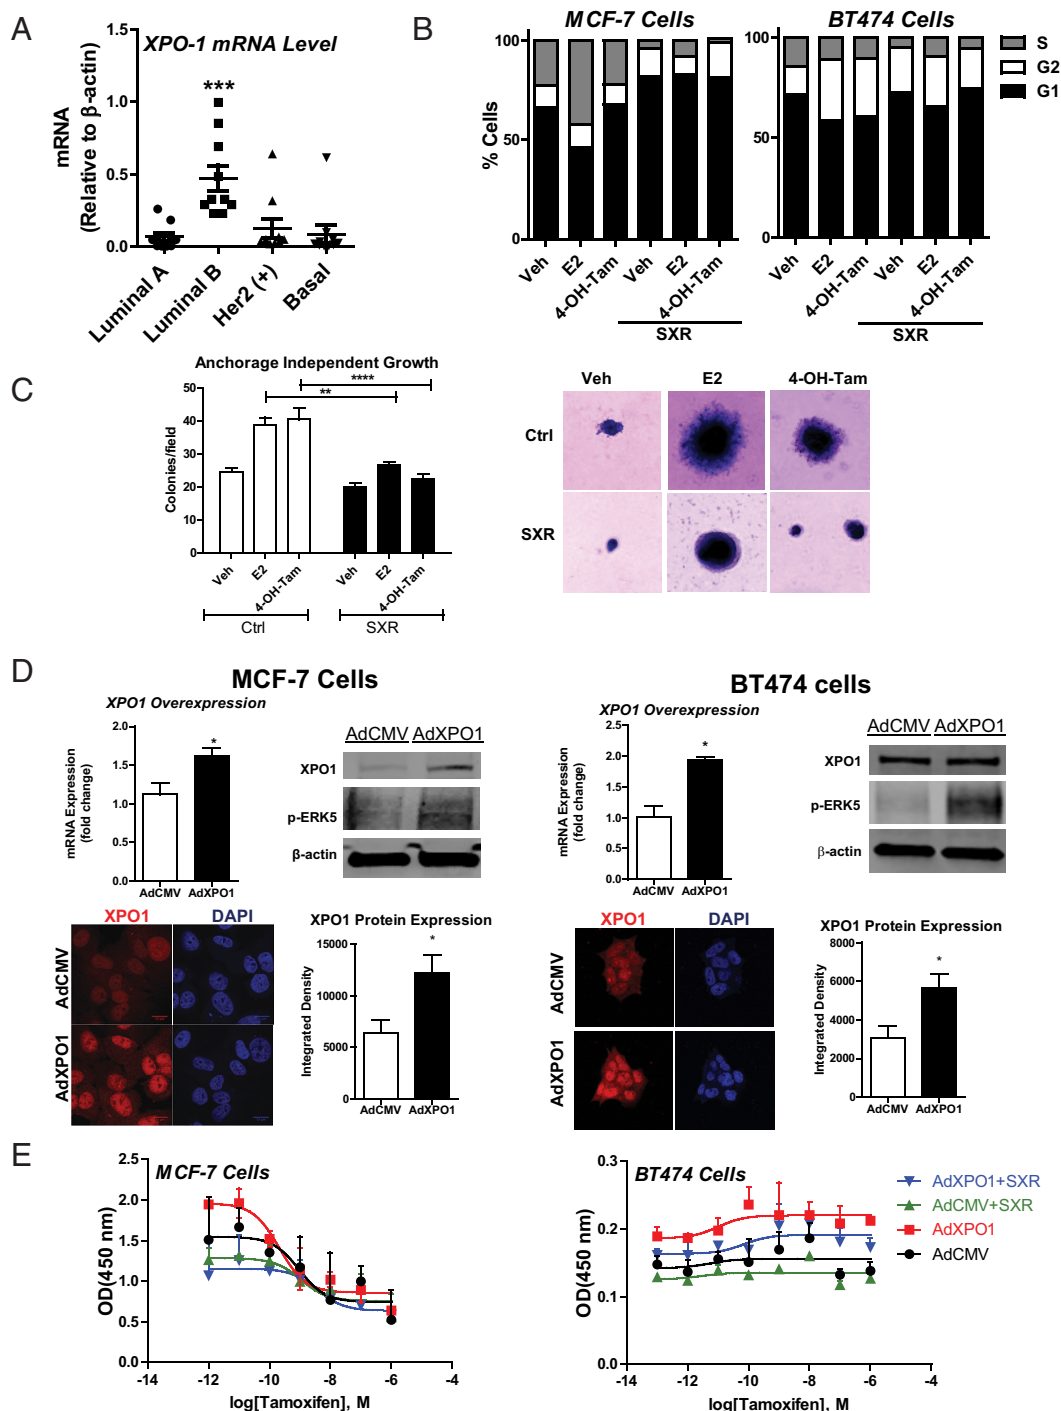 A
XPO-1 mRNA Level
***
mRNA
(Relative to β-actin)
1.5
1.0
0.5
0.0
Luminal A
Luminal B
Her2 (+)
Basal
B
MCF-7 Cells
BT474 Cells
% Cells
100
50
0
100
50
0
S
G2
G1
Veh
E2
4-OH-Tam
Veh
E2
4-OH-Tam
SXR
Veh
E2
4-OH-Tam
Veh
E2
4-OH-Tam
SXR
C
Anchorage Independent Growth
****
**
Colonies/field
50
40
30
20
10
0
Veh
E2
4-OH-Tam
Veh
E2
4-OH-Tam
Ctrl
SXR
Veh
E2
4-OH-Tam
Ctrl
SXR
D
MCF-7 Cells
XPO1 Overexpression
mRNA Expression
(fold change)
2.0
1.5
1.0
0.5
0.0
*
AdCMV
AdXPO1
AdCMV AdXPO1
XPO1
p-ERK5
β-actin
XPO1
DAPI
AdCMV
AdXPO1
XPO1 Protein Expression
Integrated Density
15000
10000
5000
0
*
AdCMV
AdXPO1
BT474 cells
XPO1 Overexpression
mRNA Expression
(fold change)
2.5
2.0
1.5
1.0
0.5
0.0
*
AdCMV
AdXPO1
AdCMV AdXPO1
XPO1
p-ERK5
β-actin
XPO1
DAPI
AdCMV
AdXPO1
XPO1 Protein Expression
Integrated Density
8000
6000
4000
2000
0
*
AdCMV
AdXPO1
E
MCF-7 Cells
OD(450 nm)
2.5
2.0
1.5
1.0
0.5
0.0
-14
-12
-10
-8
-6
-4
log[Tamoxifen], M
BT474 Cells
OD(450 nm)
0.3
0.2
0.1
0.0
-14
-12
-10
-8
-6
-4
log[Tamoxifen], M
AdXPO1+SXR
AdCMV+SXR
AdXPO1
AdCMV